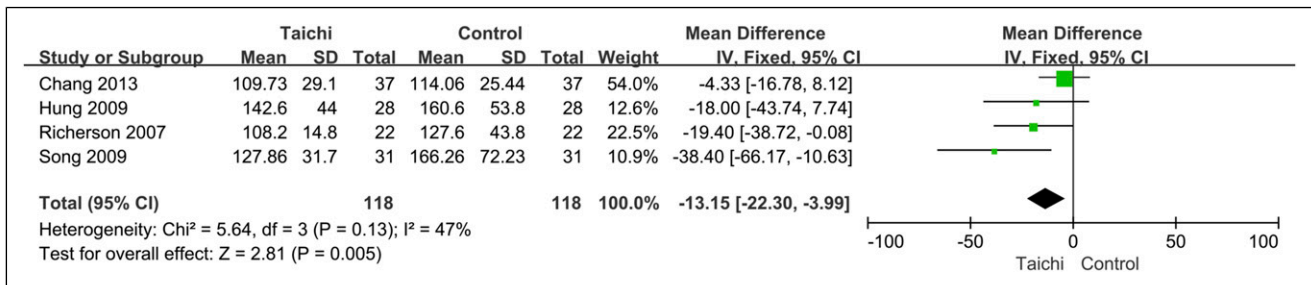 Taichi Control Mean Difference Mean Difference
Study or Subgroup Mean SD Total Mean SD Total Weight IV, Fixed, 95% CI IV, Fixed, 95% CI
Chang 2013 109.73 29.1 37 114.06 25.44 37 54.0% -4.33 [-16.78, 8.12]
Hung 2009 142.6 44 28 160.6 53.8 28 12.6% -18.00 [-43.74, 7.74]
Richerson 2007 108.2 14.8 22 127.6 43.8 22 22.5% -19.40 [-38.72, -0.08]
Song 2009 127.86 31.7 31 166.26 72.23 31 10.9% -38.40 [-66.17, -10.63]
Total (95% CI) 118 118 100.0% -13.15 [-22.30, -3.99]
Heterogeneity: Chi² = 5.64, df = 3 (P = 0.13); I² = 47%
Test for overall effect: Z = 2.81 (P = 0.005)
-100 -50 0 50 100
Taichi Control